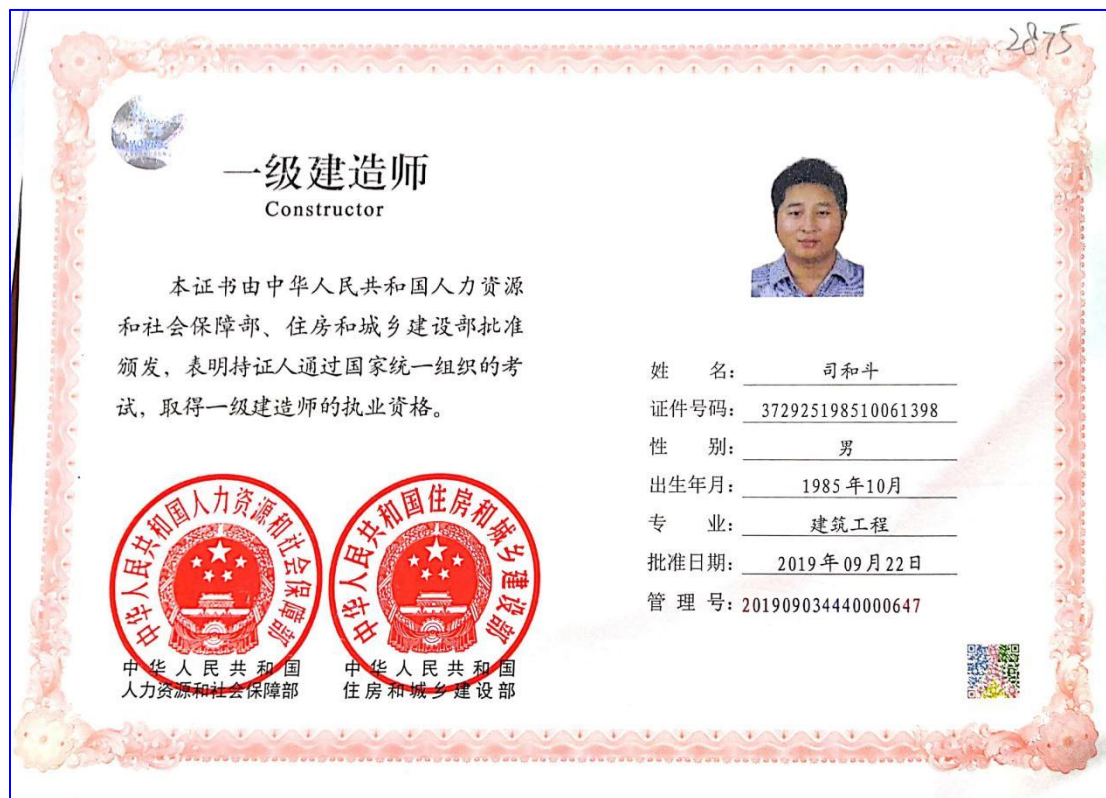 2875
一级建造师
Constructor
本证书由中华人民共和国人力资源
和社会保障部、住房和城乡建设部批准
颁发，表明持证人通过国家统一组织的考
试，取得一级建造师的执业资格。
中华人民共和国人力资源和社会保障部
中华人民共和国住房和城乡建设部
中华人民共和国
人力资源和社会保障部
中华人民共和国
住房和城乡建设部
姓 名： 司和斗
证件号码： 372925198510061398
性 别： 男
出生年月： 1985年10月
专 业： 建筑工程
批准日期： 2019年09月22日
管 理 号：201909034440000647